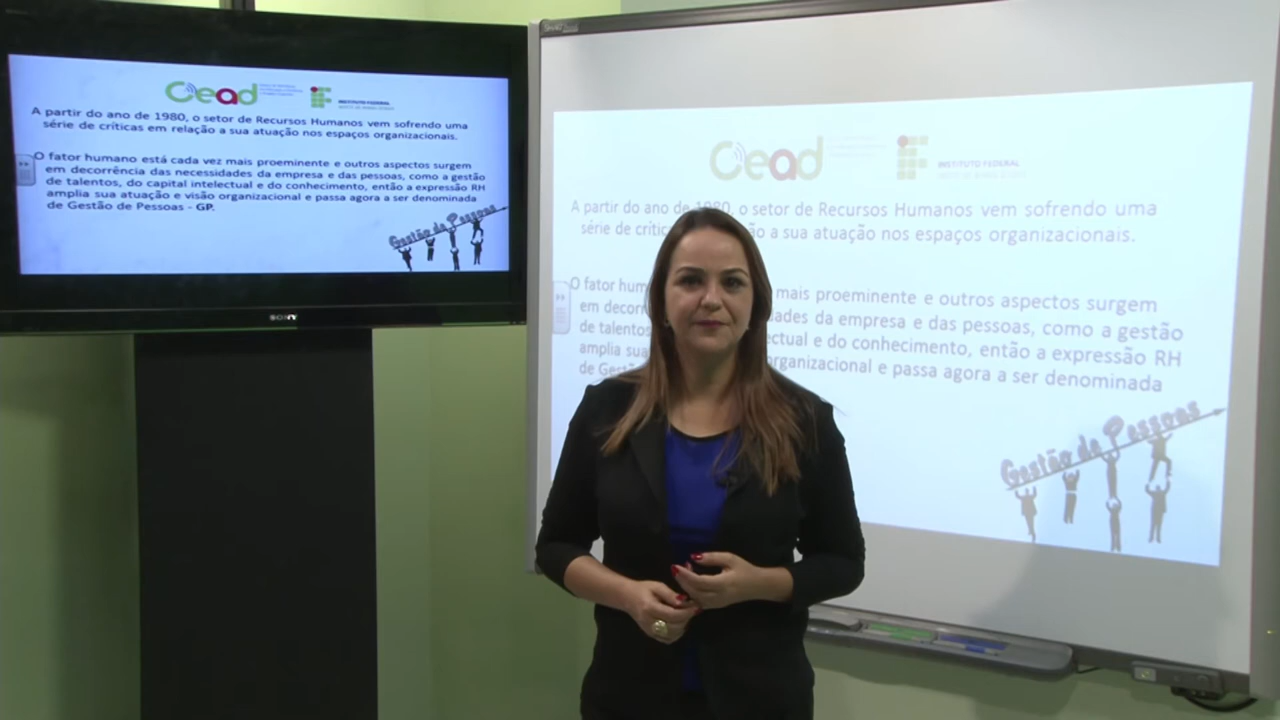 Cead
INSTITUTO FEDERAL
A partir do ano de 1980, o setor de Recursos Humanos vem sofrendo uma
série de críticas em relação a sua atuação nos espaços organizacionais.
O fator humano está cada vez mais proeminente e outros aspectos surgem
em decorrência das necessidades da empresa e das pessoas, como a gestão
de talentos, do capital intelectual e do conhecimento, então a expressão RH
amplia sua atuação e visão organizacional e passa agora a ser denominada
de Gestão de Pessoas - GP.
Gestão de Pessoas
SONY
Cead
INSTITUTO FEDERAL
A partir do ano de 1980, o setor de Recursos Humanos vem sofrendo uma
série de crític ão a sua atuação nos espaços organizacionais.
O fator hum mais proeminente e outros aspectos surgem
em decorr dades da empresa e das pessoas, como a gestão
de talentos ectual e do conhecimento, então a expressão RH
amplia sua organizacional e passa agora a ser denominada
de Gestã
Gestão de Pessoas